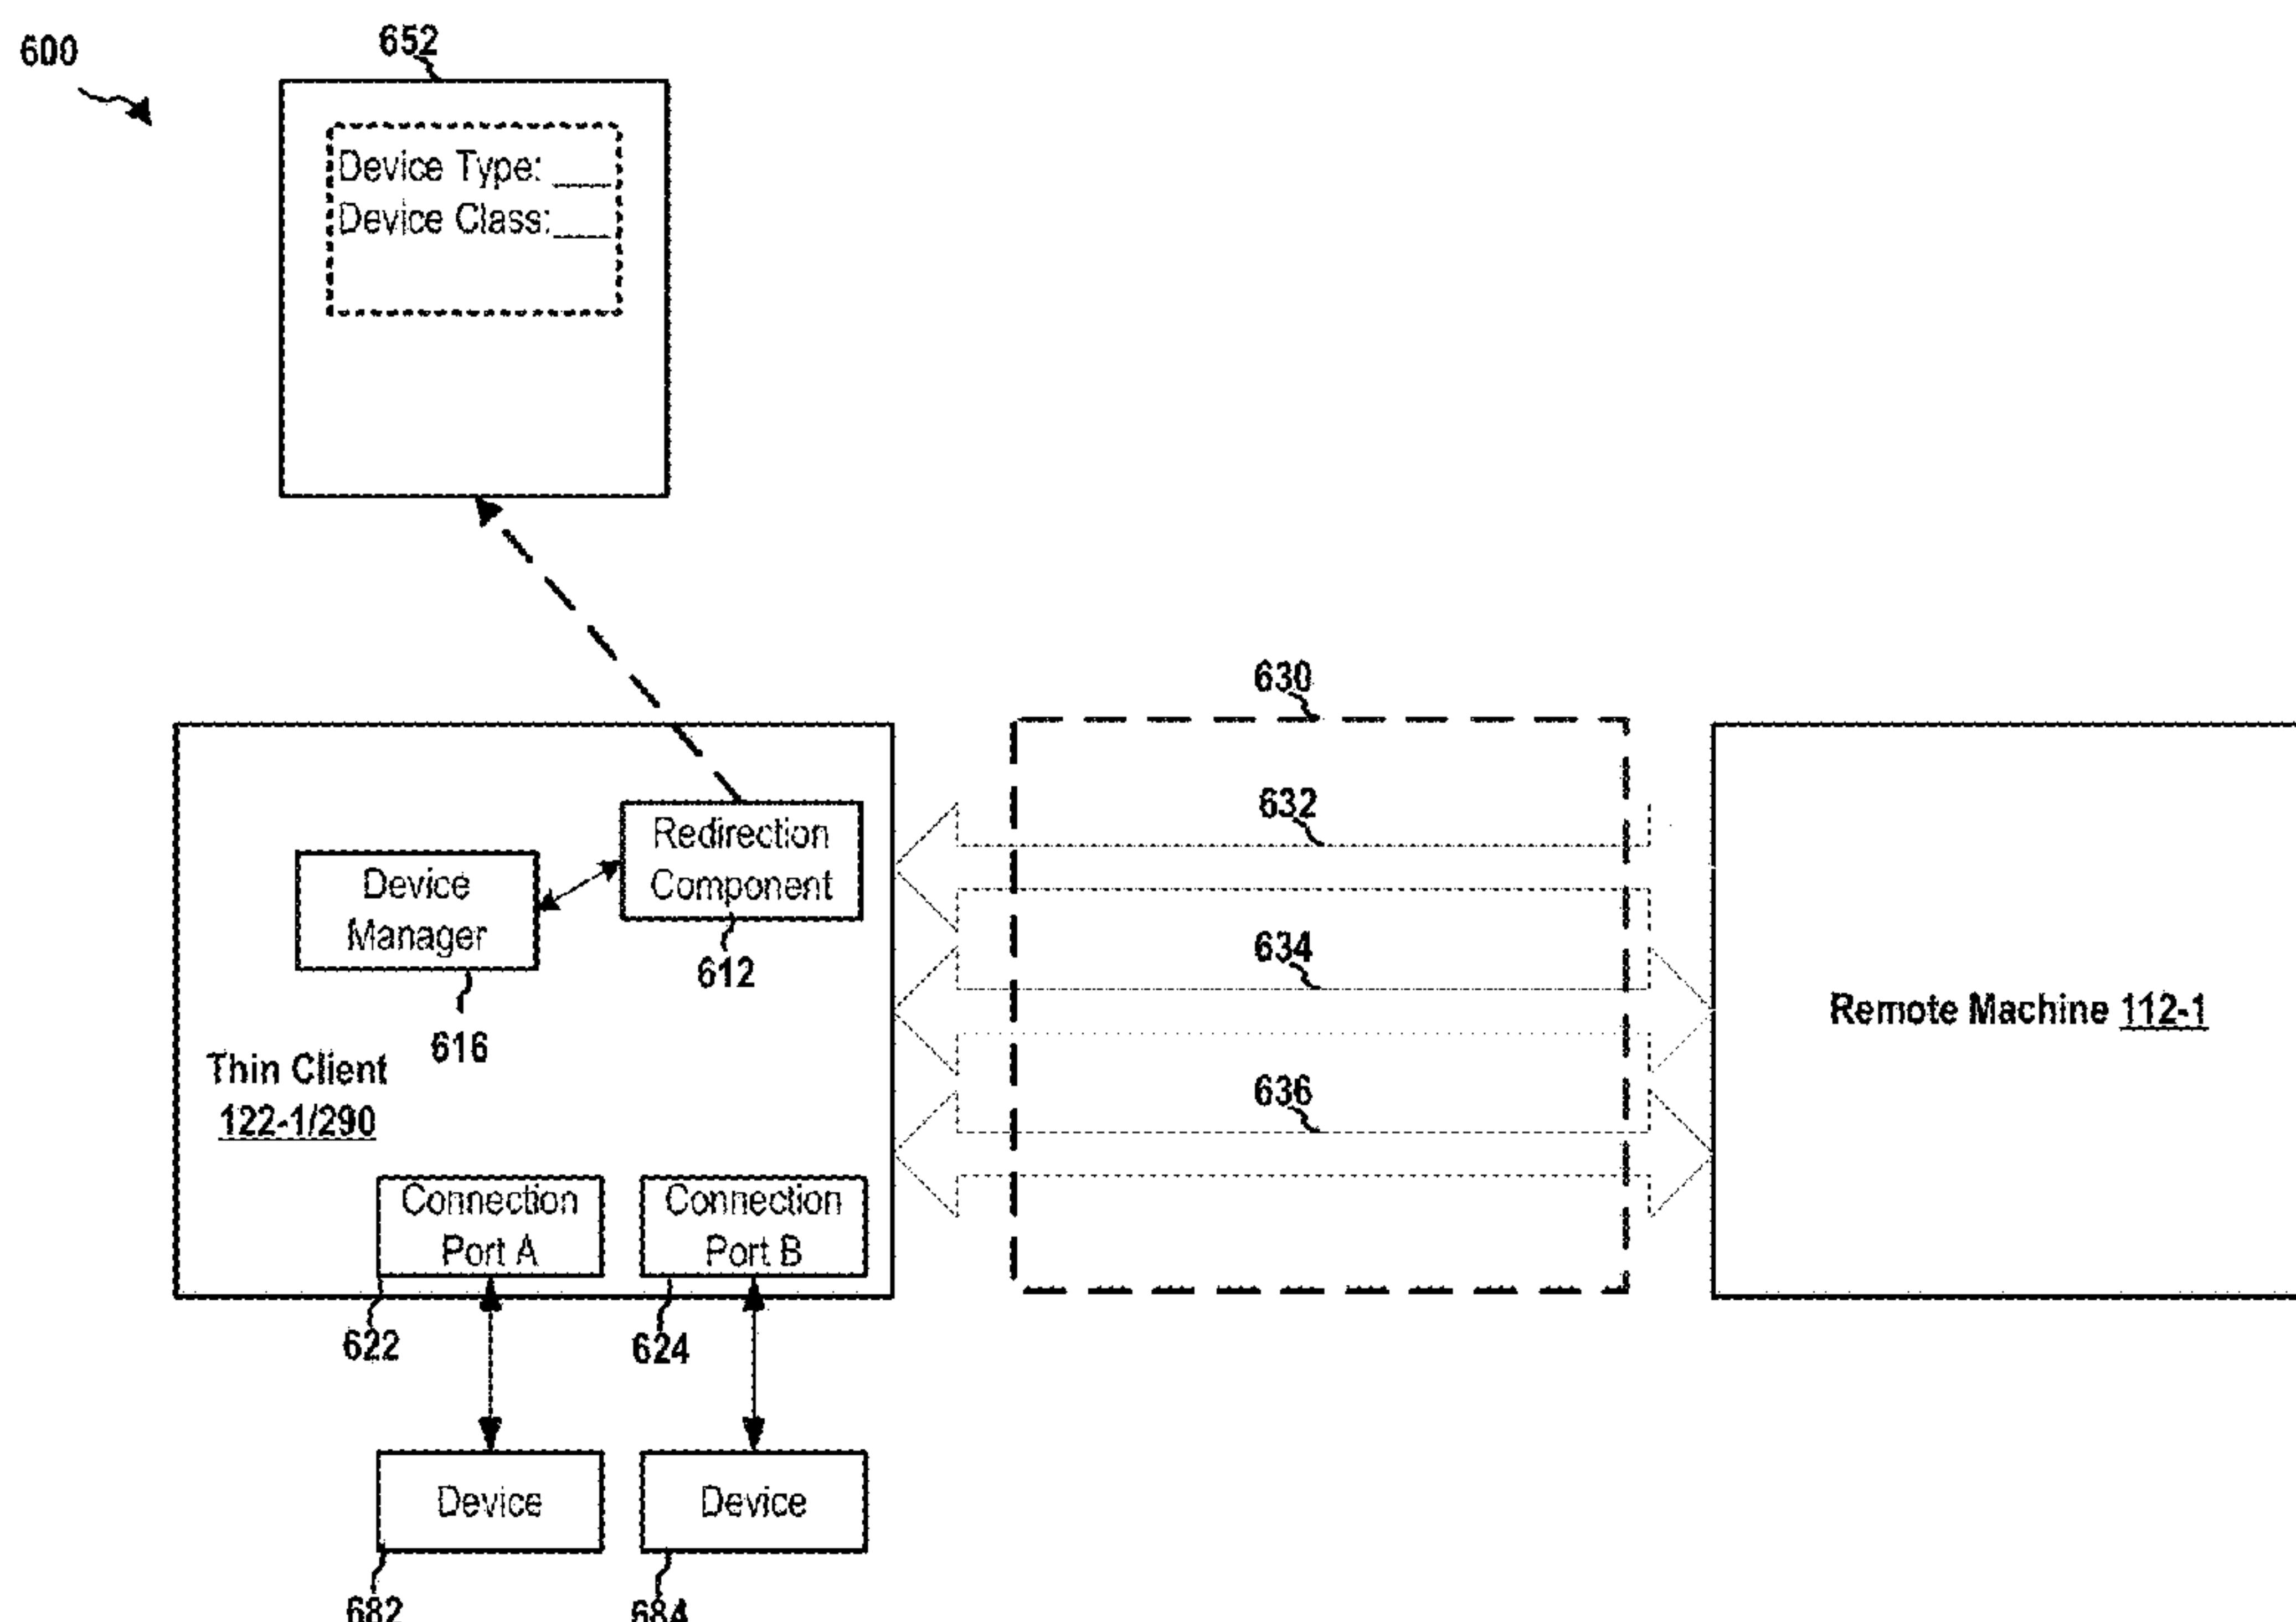 600
652
Device Type: ___
Device Class:___
630
632
Redirection
Component
Device
Manager
612
634
616
Remote Machine 112-1
Thin Client
122-1/290
636
Connection
Port A
Connection
Port B
622
624
Device
Device
682
684